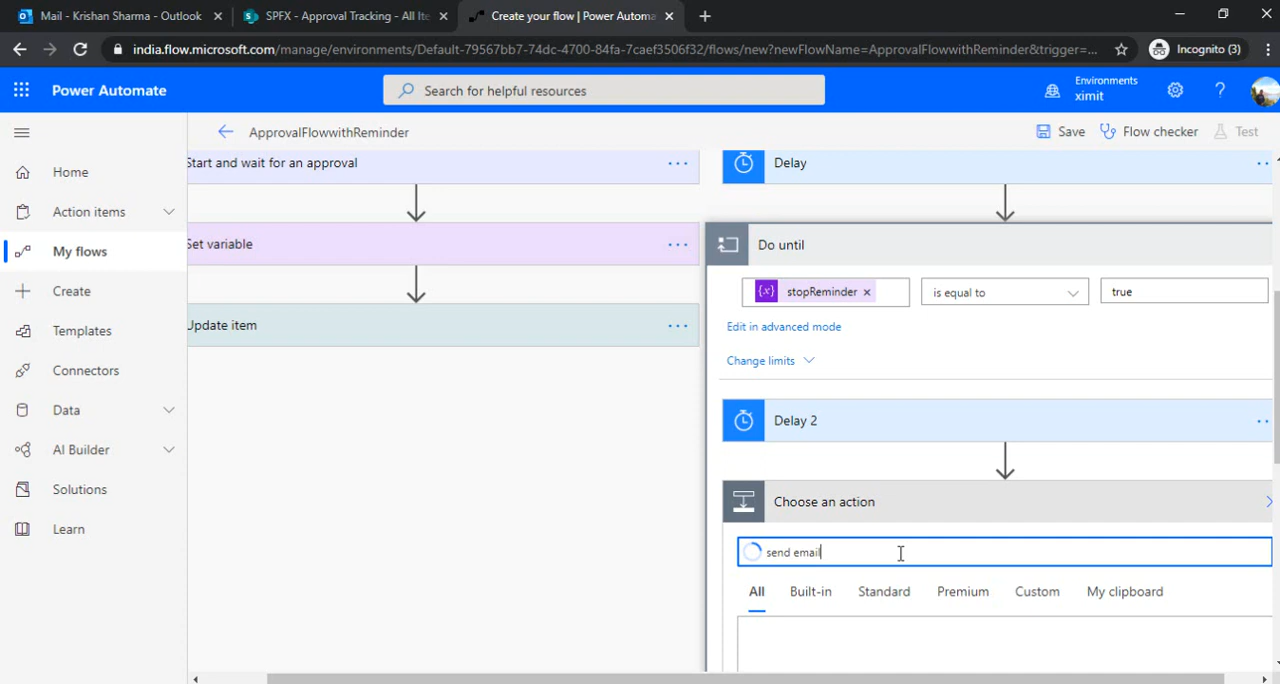 Mail - Krishan Sharma - Outlook
SPFX - Approval Tracking - All Ite
Create your flow | Power Automa
india.flow.microsoft.com/manage/environments/Default-79567bb7-74dc-4700-84fa-7caef3506f32/flows/new?newFlowName=ApprovalFlowwithReminder&trigger=...
Incognito (3)
Power Automate
Search for helpful resources
Environments
ximit
ApprovalFlowwithReminder
Save
Flow checker
Test
Home
Action items
My flows
Create
Templates
Connectors
Data
AI Builder
Solutions
Learn
Start and wait for an approval
Set variable
Update item
Delay
Do until
{x} stopReminder
is equal to
true
Edit in advanced mode
Change limits
Delay 2
Choose an action
send email
All Built-in Standard Premium Custom My clipboard